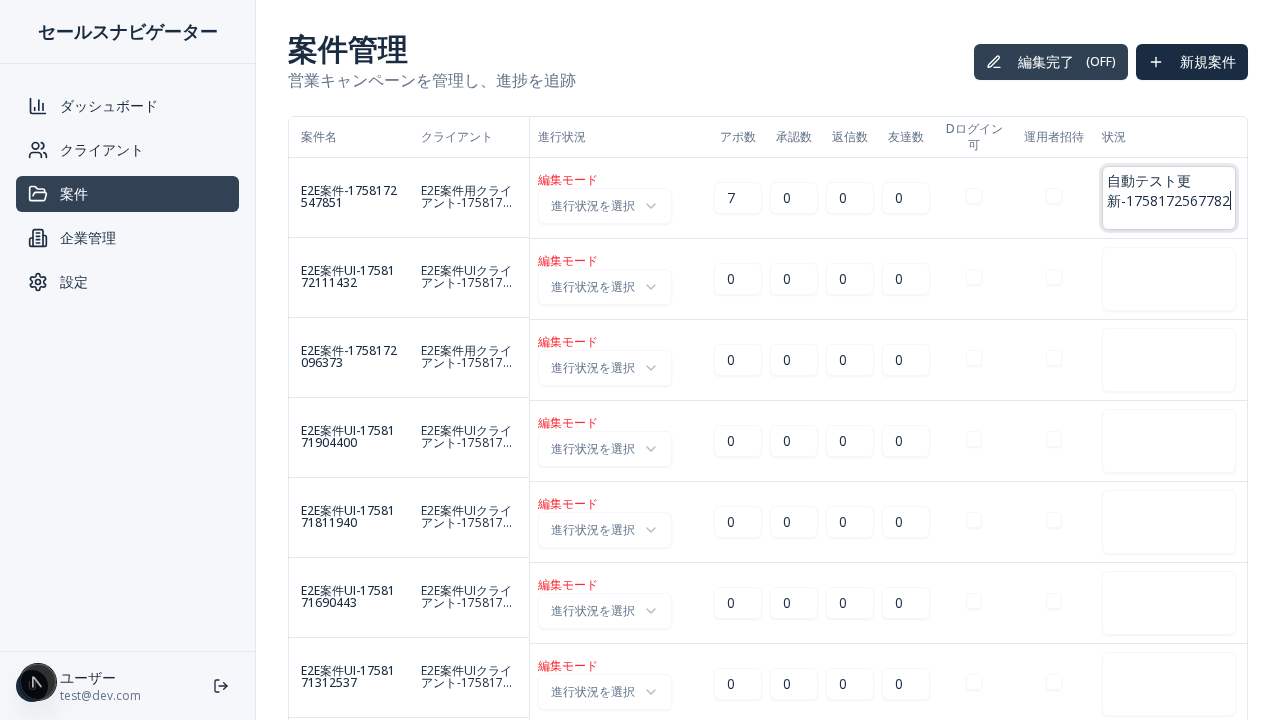 セールスナビゲーター
ダッシュボード
クライアント
案件
企業管理
設定
ユーザー
test@dev.com
案件管理
営業キャンペーンを管理し、進捗を追跡
編集完了 (OFF)
新規案件
案件名 クライアント 進行状況 アポ数 承認数 返信数 友達数 Dログイン可 運用者招待 状況
E2E案件-1758172
547851
E2E案件用クライ
アント-175817...
編集モード
進行状況を選択
7 0 0 0
自動テスト更
新-1758172567782
E2E案件UI-17581
72111432
E2E案件UIクライ
アント-175817...
編集モード
進行状況を選択
0 0 0 0
E2E案件-1758172
096373
E2E案件用クライ
アント-175817...
編集モード
進行状況を選択
0 0 0 0
E2E案件UI-17581
71904400
E2E案件UIクライ
アント-175817...
編集モード
進行状況を選択
0 0 0 0
E2E案件UI-17581
71811940
E2E案件UIクライ
アント-175817...
編集モード
進行状況を選択
0 0 0 0
E2E案件UI-17581
71690443
E2E案件UIクライ
アント-175817...
編集モード
進行状況を選択
0 0 0 0
E2E案件UI-17581
71312537
E2E案件UIクライ
アント-175817...
編集モード
進行状況を選択
0 0 0 0